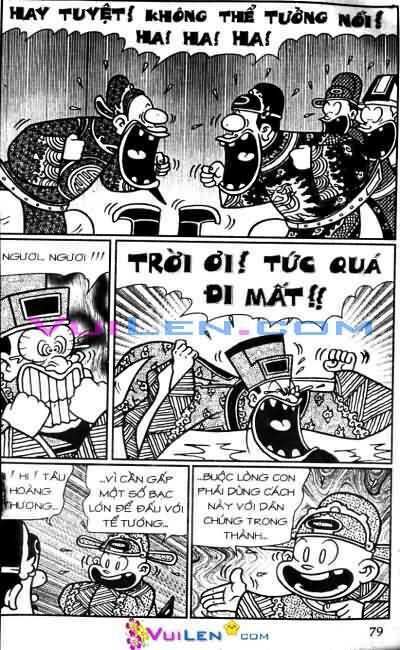 HAY TUYỆT! KHÔNG THỂ TƯỞNG NỔI!
HA! HA! HA!
NGƯƠI, NGƯƠI !!!
TRỜI ƠI! TỨC QUÁ
ĐI MẤT!!
VUILEN.COM
! HI! TÂU
HOÀNG
THƯỢNG...
..VÌ CẦN GẤP
MỘT SỐ BẠC
LỚN ĐỂ ĐẤU VỚI
TỂ TƯỚNG..
..BUỘC LÒNG CON
PHẢI DÙNG CÁCH
NÀY VỚI DÂN
CHÚNG TRONG
THÀNH...
79
VUILEN.COM